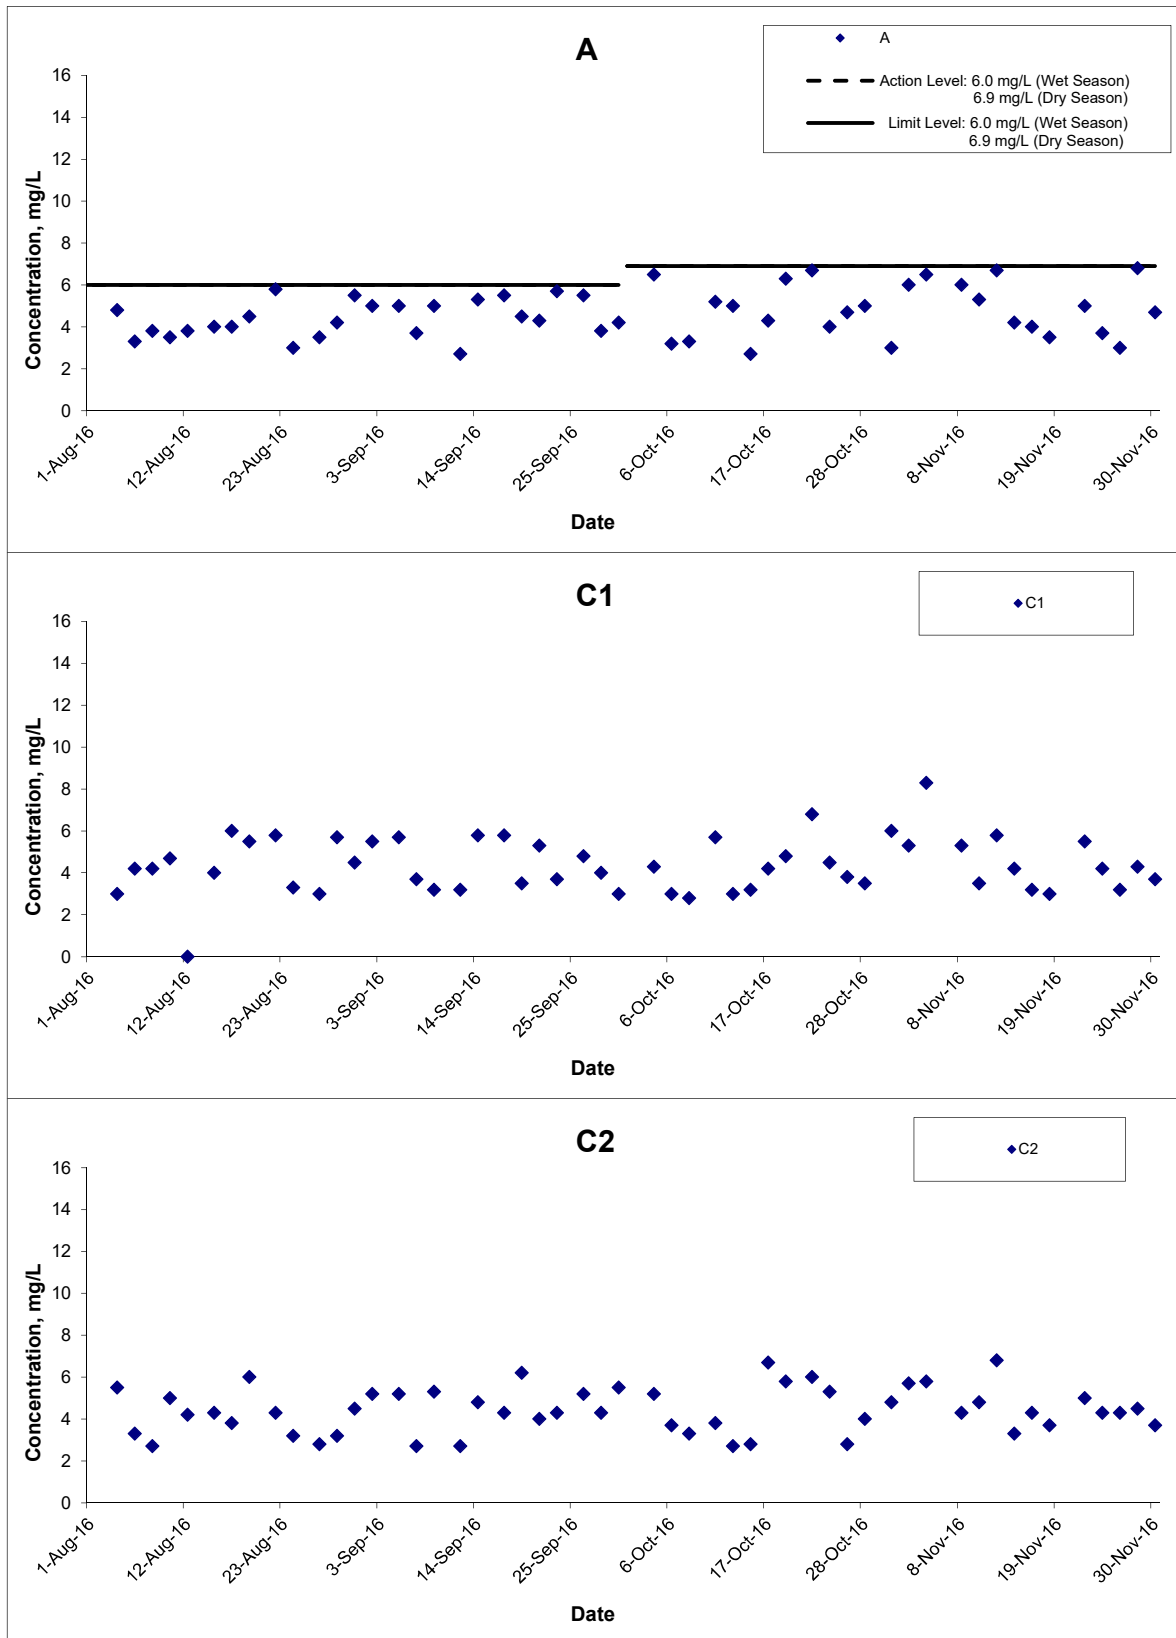 A
A
Action Level: 6.0 mg/L (Wet Season)
6.9 mg/L (Dry Season)
Limit Level: 6.0 mg/L (Wet Season)
6.9 mg/L (Dry Season)
Concentration, mg/L
16
14
12
10
8
6
4
2
0
1-Aug-16
12-Aug-16
23-Aug-16
3-Sep-16
14-Sep-16
25-Sep-16
6-Oct-16
17-Oct-16
28-Oct-16
8-Nov-16
19-Nov-16
30-Nov-16
Date
C1
C1
Concentration, mg/L
16
14
12
10
8
6
4
2
0
1-Aug-16
12-Aug-16
23-Aug-16
3-Sep-16
14-Sep-16
25-Sep-16
6-Oct-16
17-Oct-16
28-Oct-16
8-Nov-16
19-Nov-16
30-Nov-16
Date
C2
C2
Concentration, mg/L
16
14
12
10
8
6
4
2
0
1-Aug-16
12-Aug-16
23-Aug-16
3-Sep-16
14-Sep-16
25-Sep-16
6-Oct-16
17-Oct-16
28-Oct-16
8-Nov-16
19-Nov-16
30-Nov-16
Date